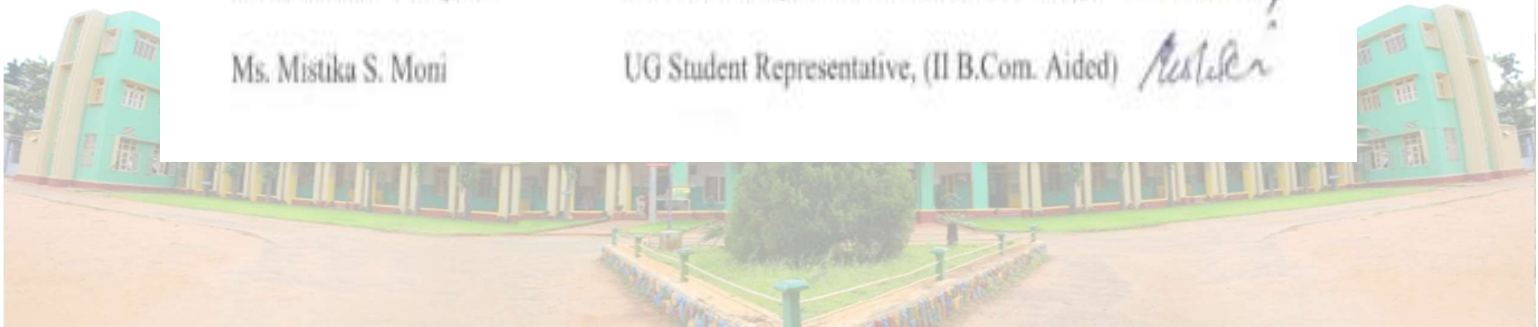 Ms. Mistika S. Moni UG Student Representative, (II B.Com. Aided)